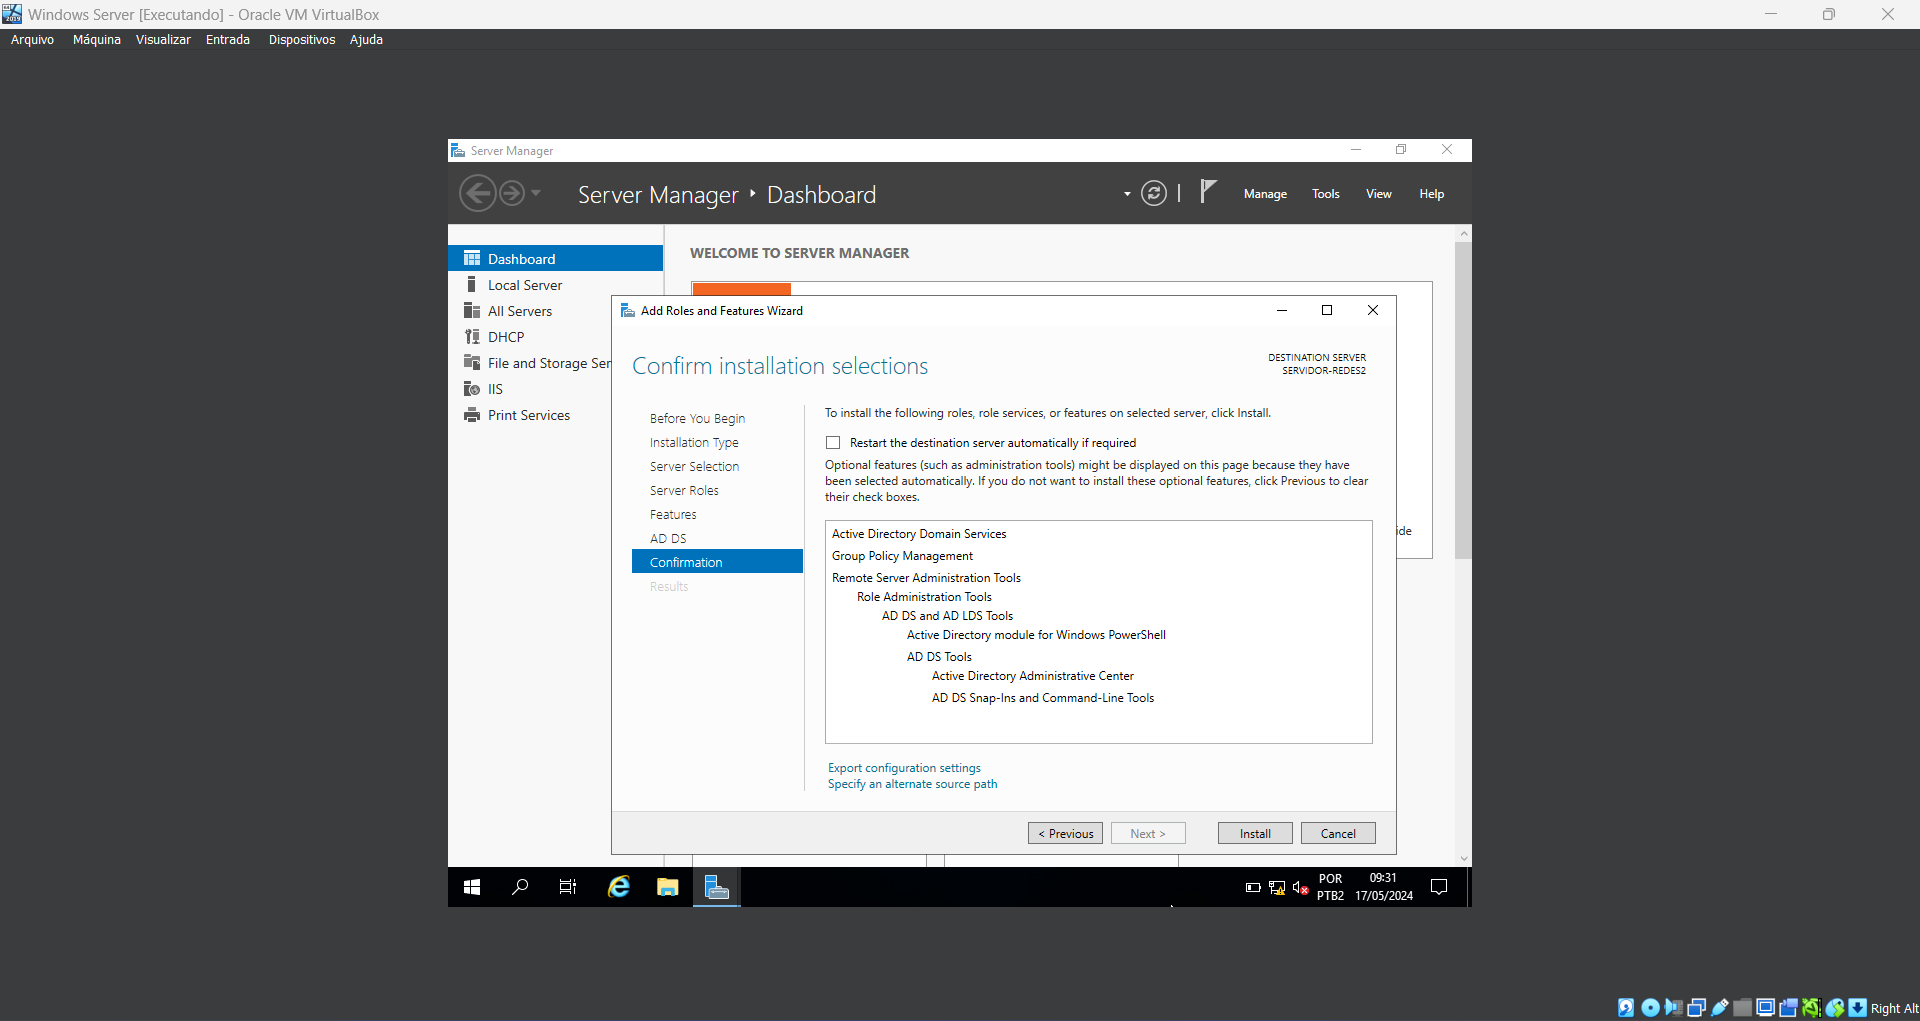 Windows Server [Executando] - Oracle VM VirtualBox
Arquivo Máquina Visualizar Entrada Dispositivos Ajuda
Server Manager
Server Manager Dashboard
Manage Tools View Help
Dashboard
Local Server
All Servers
DHCP
File and Storage Ser
IIS
Print Services
WELCOME TO SERVER MANAGER
Add Roles and Features Wizard
Confirm installation selections
DESTINATION SERVER
SERVIDOR-REDES2
Before You Begin
Installation Type
Server Selection
Server Roles
Features
AD DS
Confirmation
Results
To install the following roles, role services, or features on selected server, click Install.
Restart the destination server automatically if required
Optional features (such as administration tools) might be displayed on this page because they have
been selected automatically. If you do not want to install these optional features, click Previous to clear
their check boxes.
Active Directory Domain Services
Group Policy Management
Remote Server Administration Tools
Role Administration Tools
AD DS and AD LDS Tools
Active Directory module for Windows PowerShell
AD DS Tools
Active Directory Administrative Center
AD DS Snap-Ins and Command-Line Tools
ide
Export configuration settings
Specify an alternate source path
< Previous Next > Install Cancel
POR
PTB2
09:31
17/05/2024
Right Alt